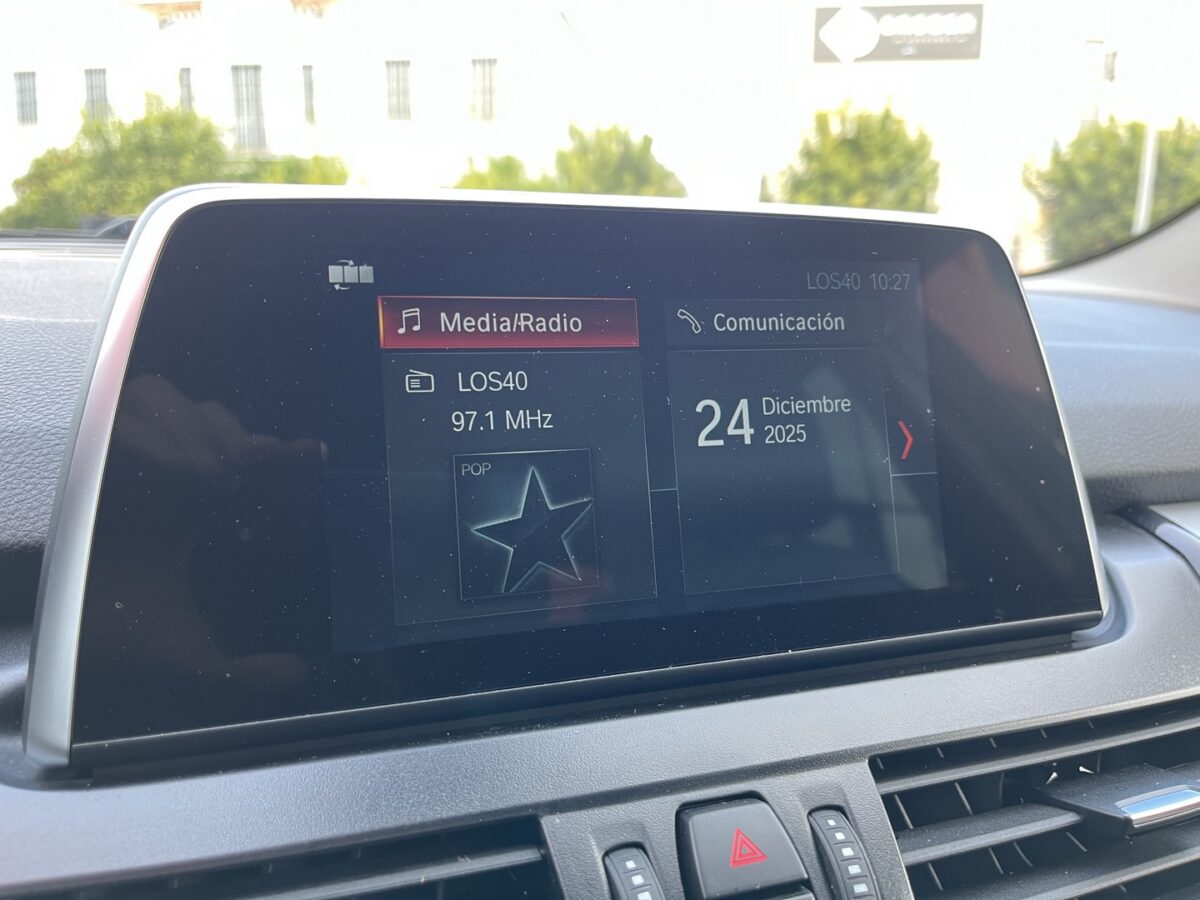 LOS40 10:27
Media/Radio
Comunicación
LOS40
97.1 MHz
POP
24
Diciembre
2025